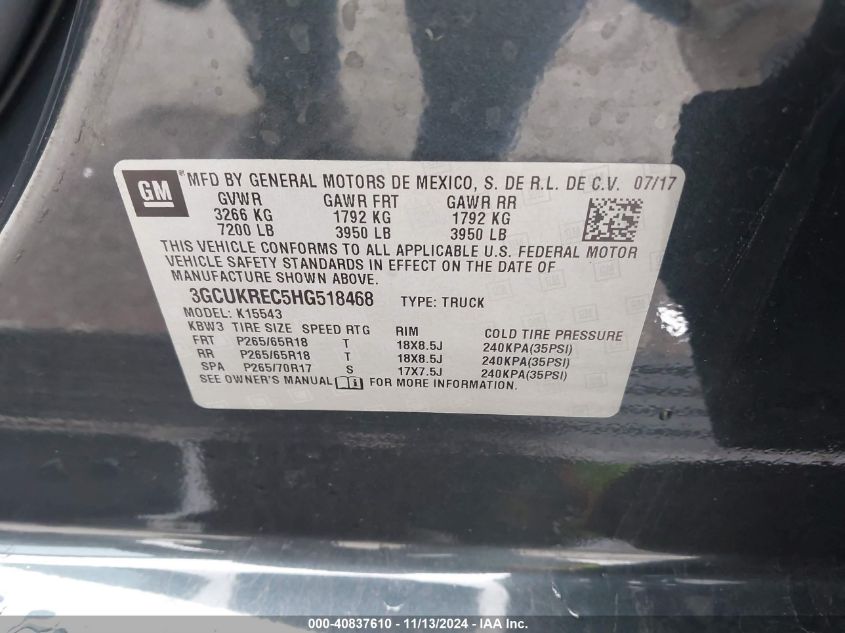 GM ® MFD BY GENERAL MOTORS DE MEXICO, S. DE R.L. DE C.V. 07/17
GVWR GAWR FRT GAWR RR
3266 KG 1792 KG 1792 KG
7200 LB 3950 LB 3950 LB
THIS VEHICLE CONFORMS TO ALL APPLICABLE U.S. FEDERAL MOTOR
VEHICLE SAFETY STANDARDS IN EFFECT ON THE DATE OF
MANUFACTURE SHOWN ABOVE.
3GCUKREC5HG518468 TYPE: TRUCK
MODEL: K15543
KBW3 TIRE SIZE SPEED RTG RIM COLD TIRE PRESSURE
FRT P265/65R18 T 18X8.5J 240KPA(35PSI)
RR P265/65R18 T 18X8.5J 240KPA(35PSI)
SPA P265/70R17 S 17X7.5J 240KPA(35PSI)
SEE OWNER'S MANUAL FOR MORE INFORMATION.
000-40837610 - 11/13/2024 - IAA Inc.